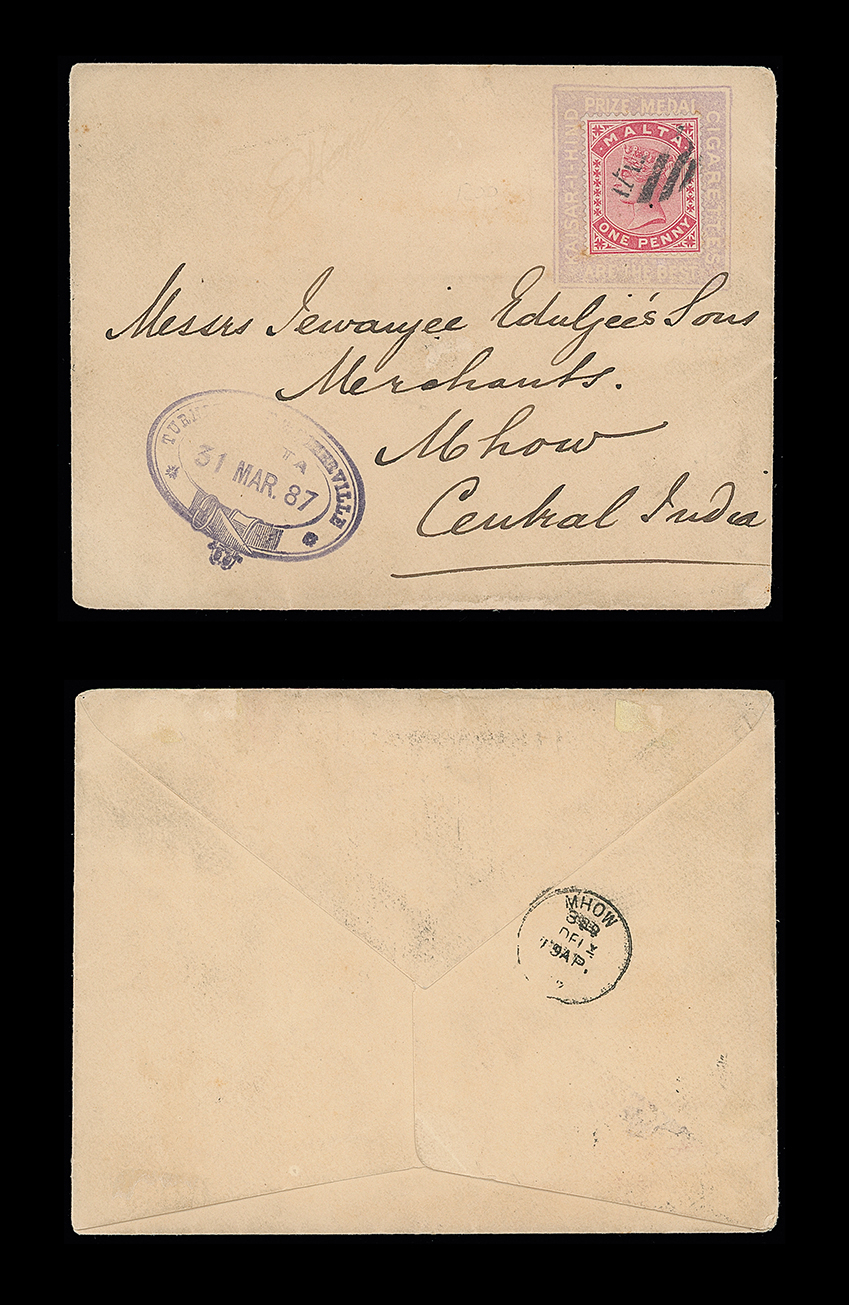 PRIZE MEDAL
KAISAR-I-HIND
CIGARETTES
ARE THE BEST
MALTA
ONE PENNY
Messrs Jewanjee Eduljee's Sons
Merchants.
Mhow
Central India
31 MAR. 87
MHOW